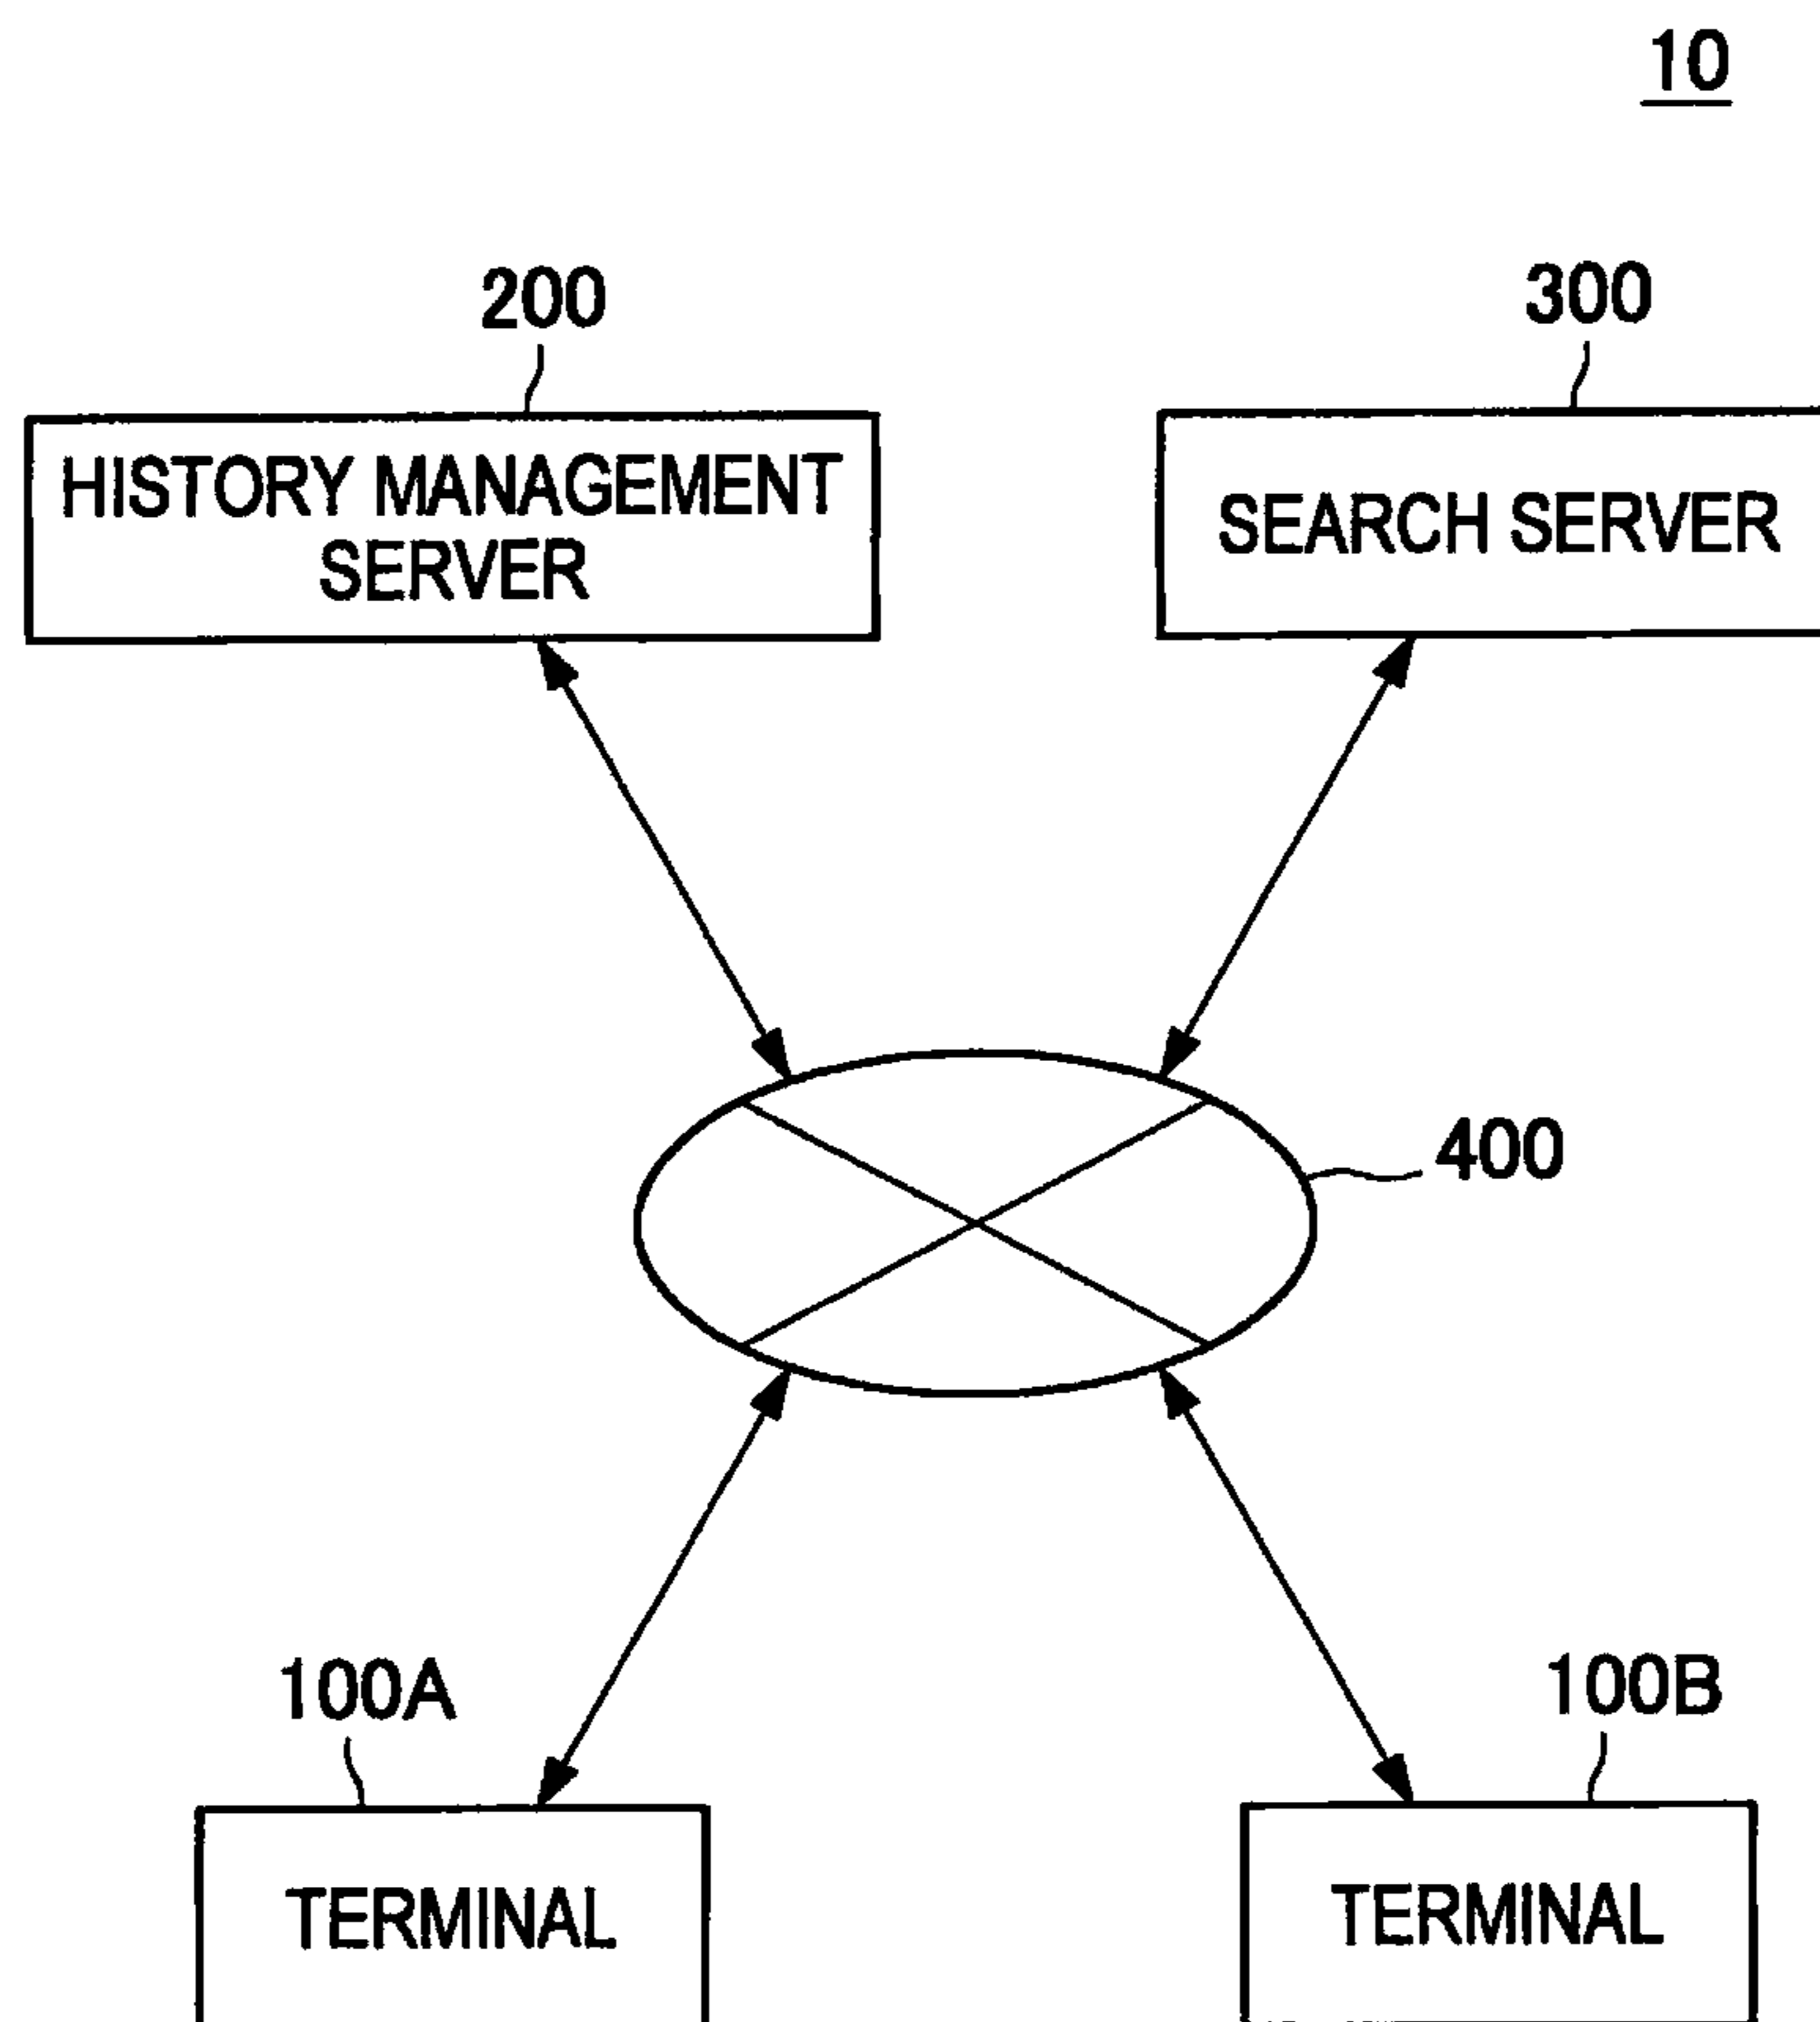 10
200
300
HISTORY MANAGEMENT
SERVER
SEARCH SERVER
400
100A
100B
TERMINAL
TERMINAL